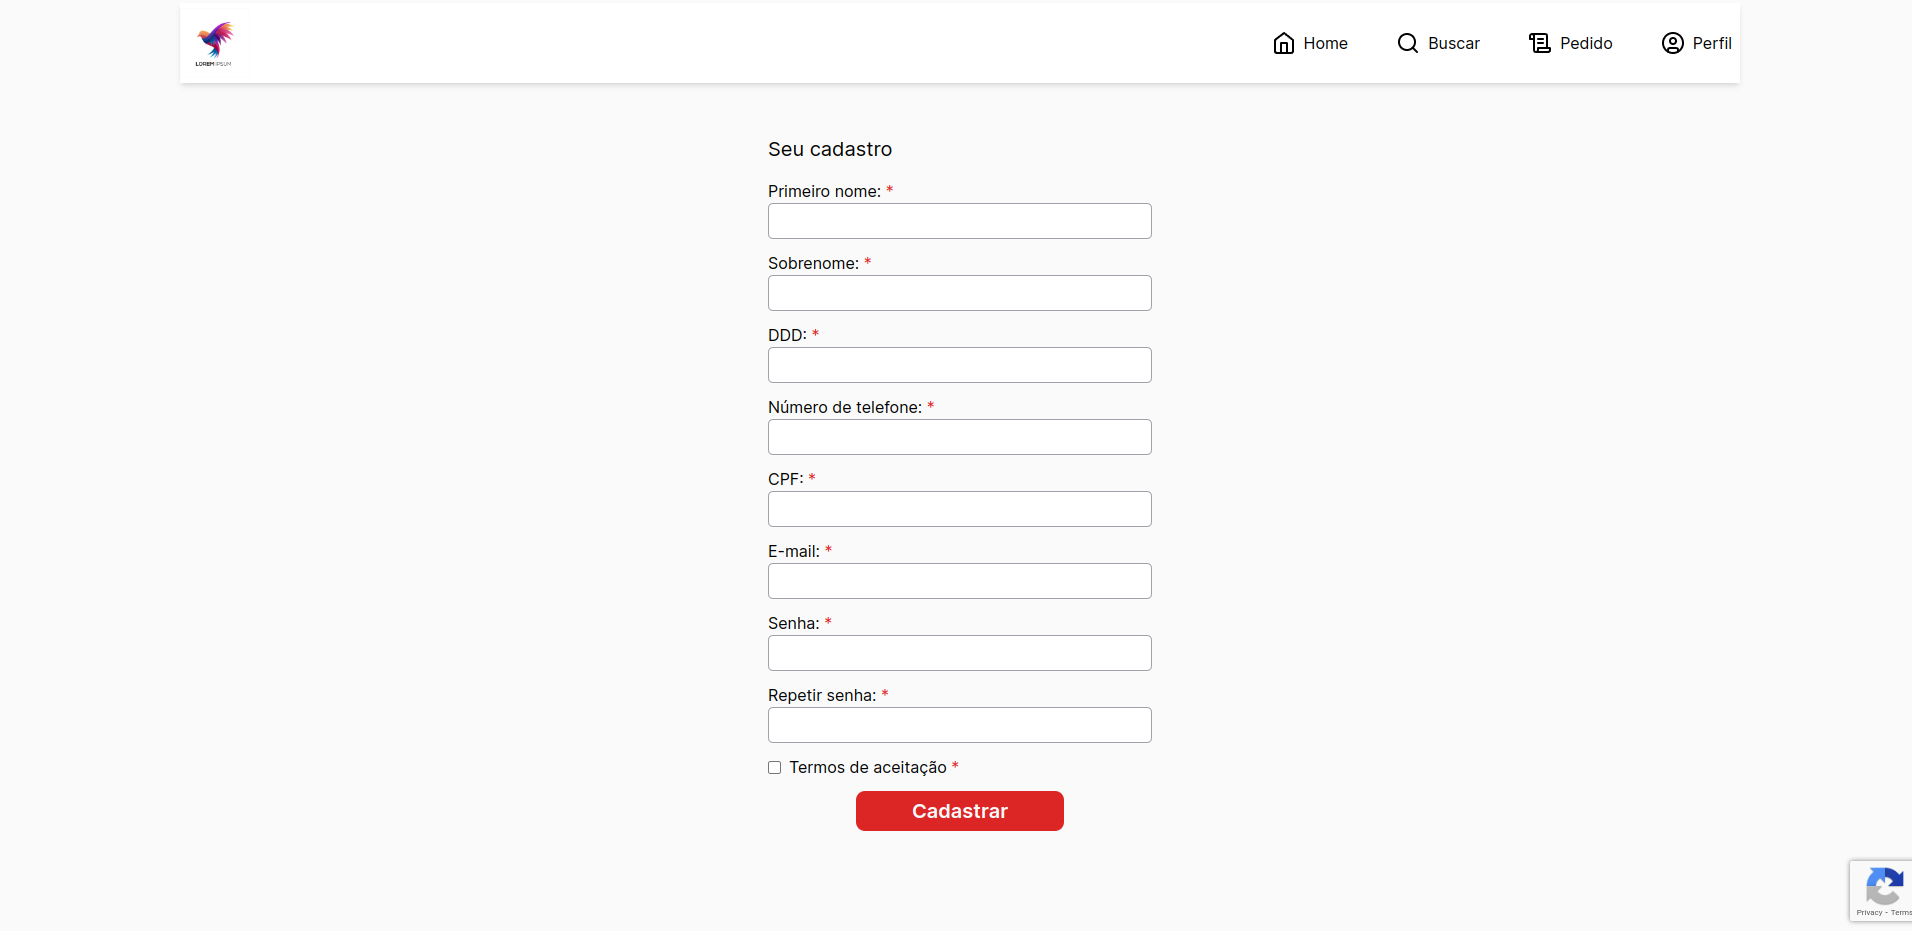 LOREM IPSUM
Home
Buscar
Pedido
Perfil
Seu cadastro
Primeiro nome: *
Sobrenome: *
DDD: *
Número de telefone: *
CPF: *
E-mail: *
Senha: *
Repetir senha: *
Termos de aceitação *
Cadastrar
Privacy - Terms